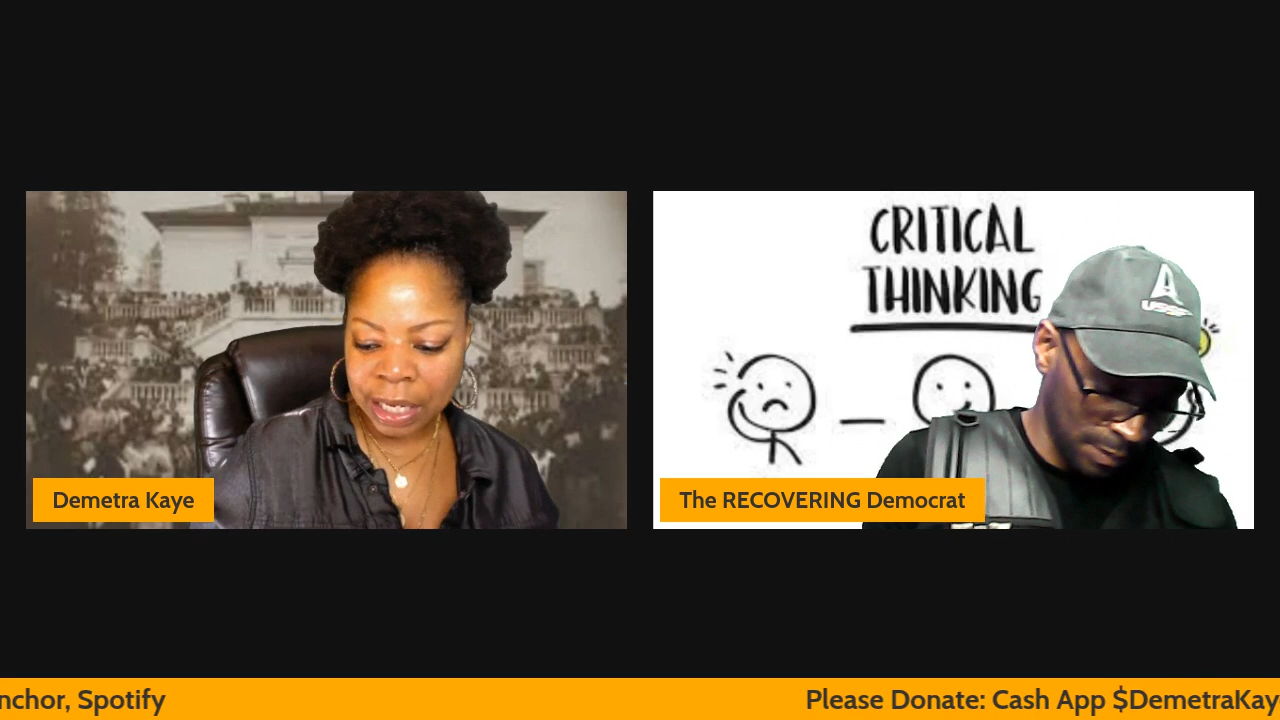 CRITICAL
THINKING
A
Demetra Kaye
The RECOVERING Democrat
nchor, Spotify
Please Donate: Cash App $DemetraKay